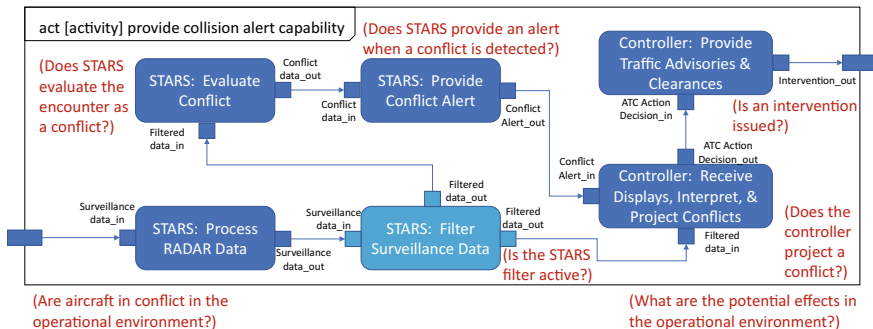 act [activity] provide collision alert capability
(Does STARS provide an alert
when a conflict is detected?)
(Does STARS
evaluate the
encounter as
a conflict?)
STARS:  Evaluate
Conflict
Conflict
data_out
Conflict
data_in
STARS:  Provide
Conflict Alert
Conflict
Alert_out
Controller:  Provide
Traffic Advisories &
Clearances
Intervention_out
ATC Action
Decision_in
(Is an intervention
issued?)
Filtered
data_in
ATC Action
Decision_out
Conflict
Alert_in
Controller:  Receive
Displays, Interpret, &
Project Conflicts
Filtered
data_out
Surveillance
data_in
STARS:  Process
RADAR Data
Surveillance
data_out
Surveillance
data_in
STARS:  Filter
Surveillance Data
Filtered
data_out
Filtered
data_in
(Is the STARS
filter active?)
(Does the
controller
project a
conflict?)
(Are aircraft in conflict in the
operational environment?)
(What are the potential effects in
the operational environment?)